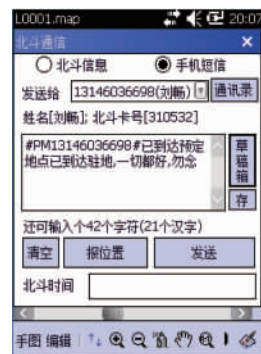 L0001.map 20:07
北斗通信
北斗信息 手机短信
发送给 13146036698(刘畅) 通讯录
姓名[刘畅]; 北斗卡号[310532]
#PM13146036698#已到达预定
地点已到达驻地,一切都好,勿念
草稿箱
存
还可输入个42个字符(21个汉字)
清空 报位置 发送
北斗时间
手图 编辑